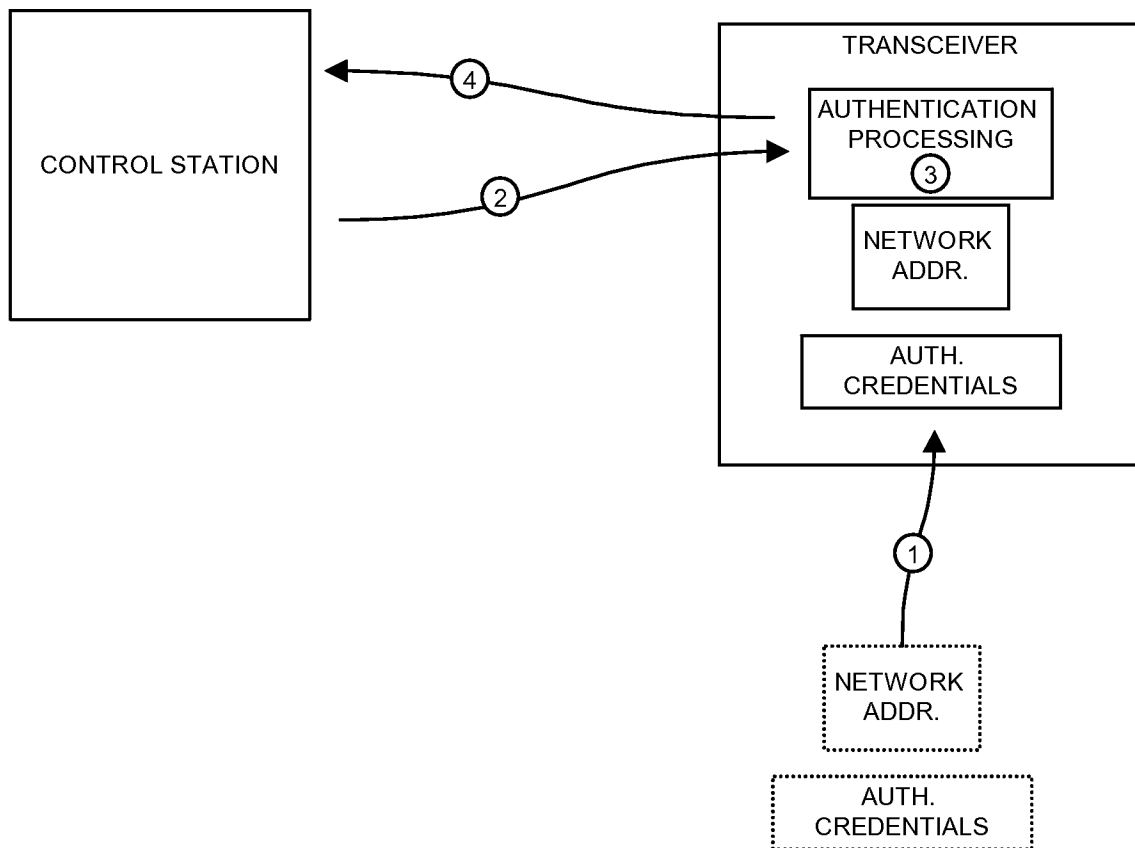 TRANSCEIVER
4
AUTHENTICATION
PROCESSING
3
CONTROL STATION
2
NETWORK
ADDR.
AUTH.
CREDENTIALS
1
NETWORK
ADDR.
AUTH.
CREDENTIALS